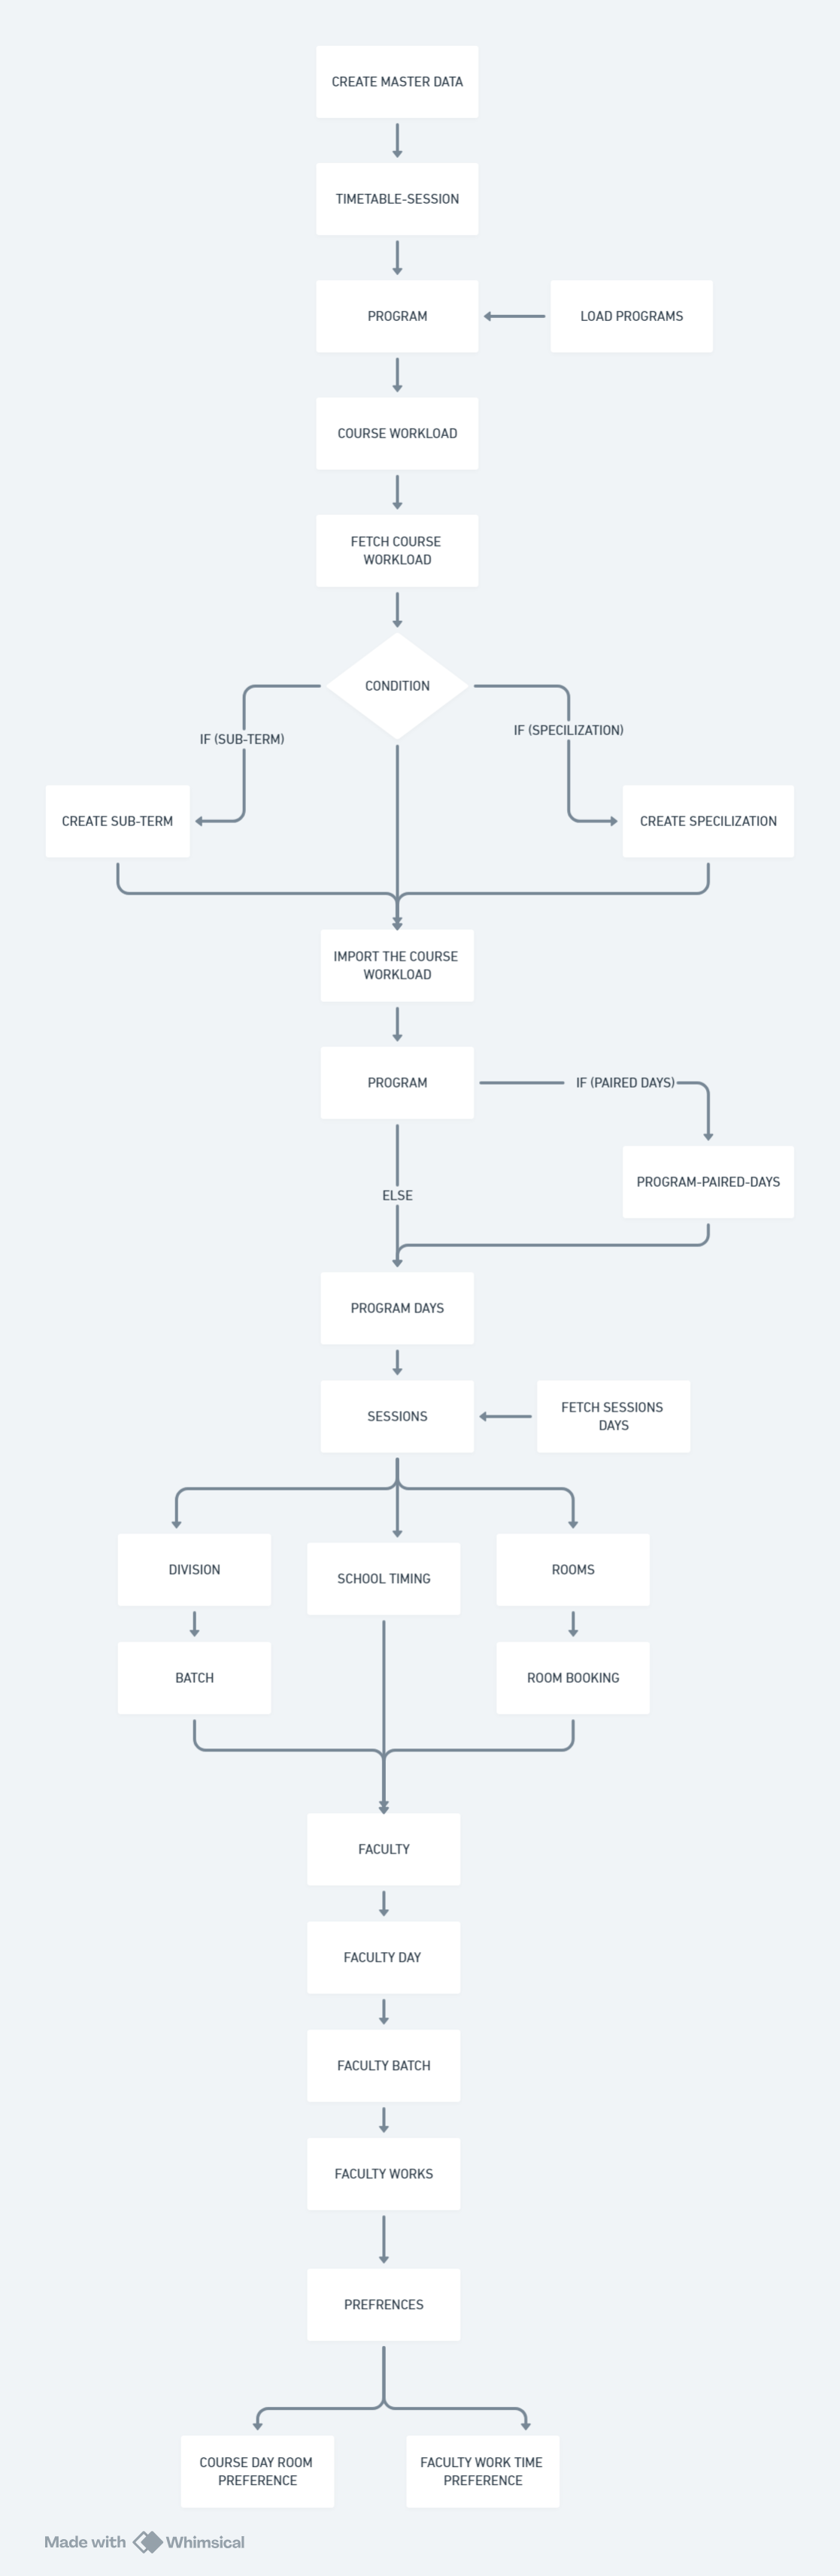 CREATE MASTER DATA
TIMETABLE-SESSION
PROGRAM
LOAD PROGRAMS
COURSE WORKLOAD
FETCH COURSE
WORKLOAD
CONDITION
IF (SUB-TERM)
IF (SPECILIZATION)
CREATE SUB-TERM
CREATE SPECILIZATION
IMPORT THE COURSE
WORKLOAD
PROGRAM
IF (PAIRED DAYS)
PROGRAM-PAIRED-DAYS
ELSE
PROGRAM DAYS
SESSIONS
FETCH SESSIONS
DAYS
DIVISION
SCHOOL TIMING
ROOMS
BATCH
ROOM BOOKING
FACULTY
FACULTY DAY
FACULTY BATCH
FACULTY WORKS
PREFRENCES
COURSE DAY ROOM
PREFERENCE
FACULTY WORK TIME
PREFERENCE
Made with Whimsical